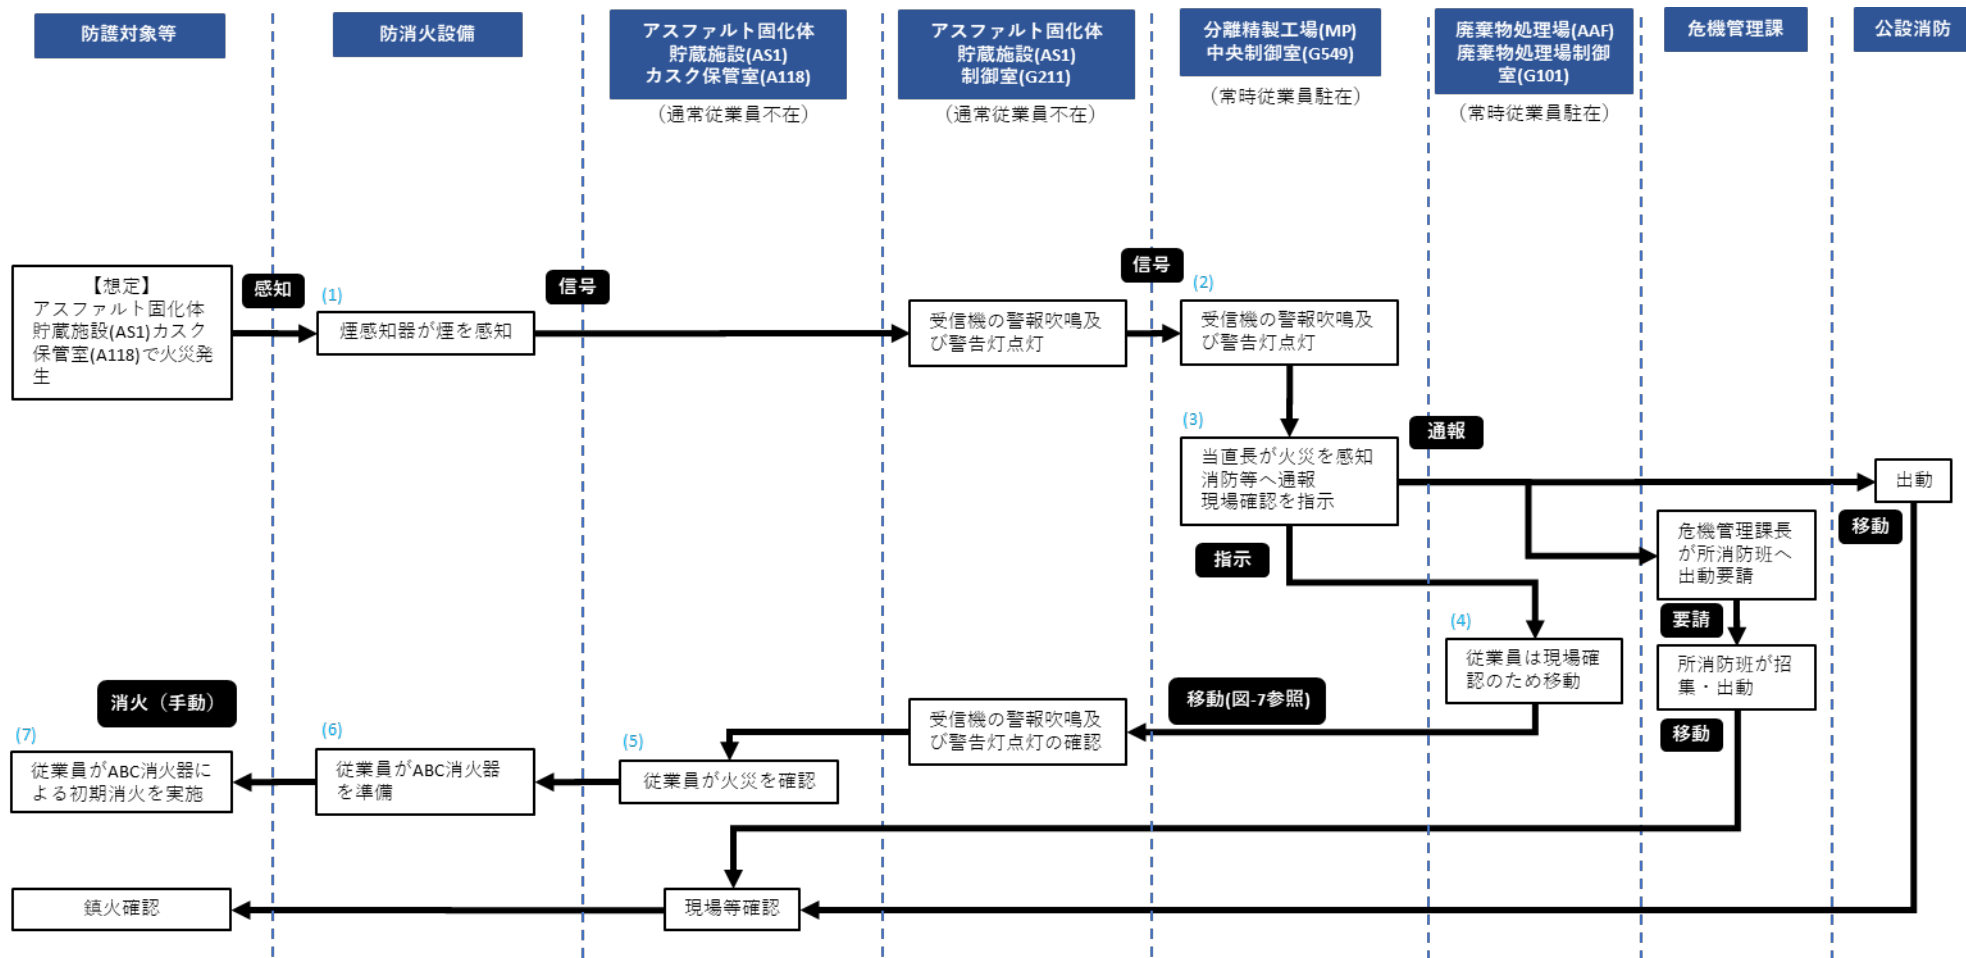 防護対象等
防消火設備
アスファルト固化体
貯蔵施設(AS1)
カスク保管室(A118)
（通常従業員不在）
アスファルト固化体
貯蔵施設(AS1)
制御室(G211)
（通常従業員不在）
分離精製工場(MP)
中央制御室(G549)
（常時従業員駐在）
廃棄物処理場(AAF)
廃棄物処理場制御
室(G101)
（常時従業員駐在）
危機管理課
公設消防
【想定】
アスファルト固化体
貯蔵施設(AS1)カスク
保管室(A118)で火災発
生
感知
(1)
煙感知器が煙を感知
信号
受信機の警報吹鳴及
び警告灯点灯
信号
(2)
受信機の警報吹鳴及
び警告灯点灯
(3)
当直長が火災を感知
消防等へ通報
現場確認を指示
通報
出動
移動
危機管理課長
が所消防班へ
出動要請
指示
要請
(4)
従業員は現場確
認のため移動
所消防班が招
集・出動
移動
移動(図-7参照)
受信機の警報吹鳴及
び警告灯点灯の確認
(5)
従業員が火災を確認
(6)
従業員がABC消火器
を準備
消火（手動）
(7)
従業員がABC消火器に
よる初期消火を実施
現場等確認
鎮火確認